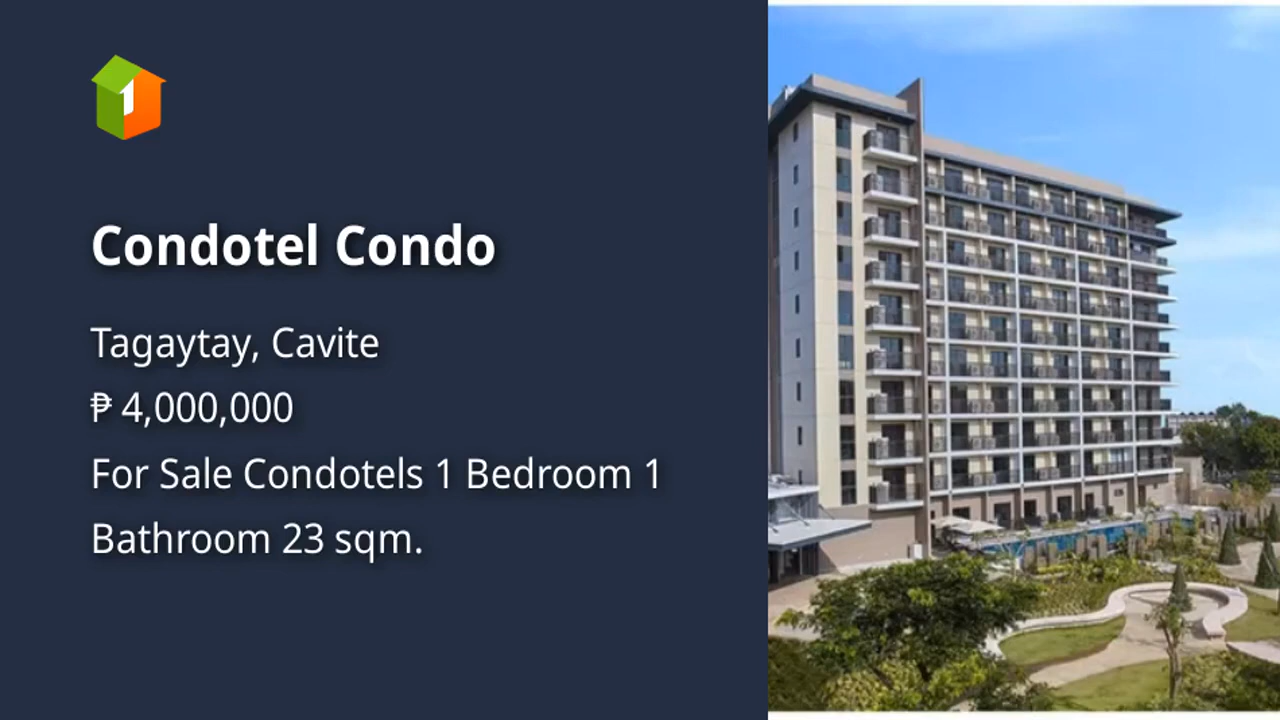 Condotel Condo
Tagaytay, Cavite
₱ 4,000,000
For Sale Condotels 1 Bedroom 1
Bathroom 23 sqm.